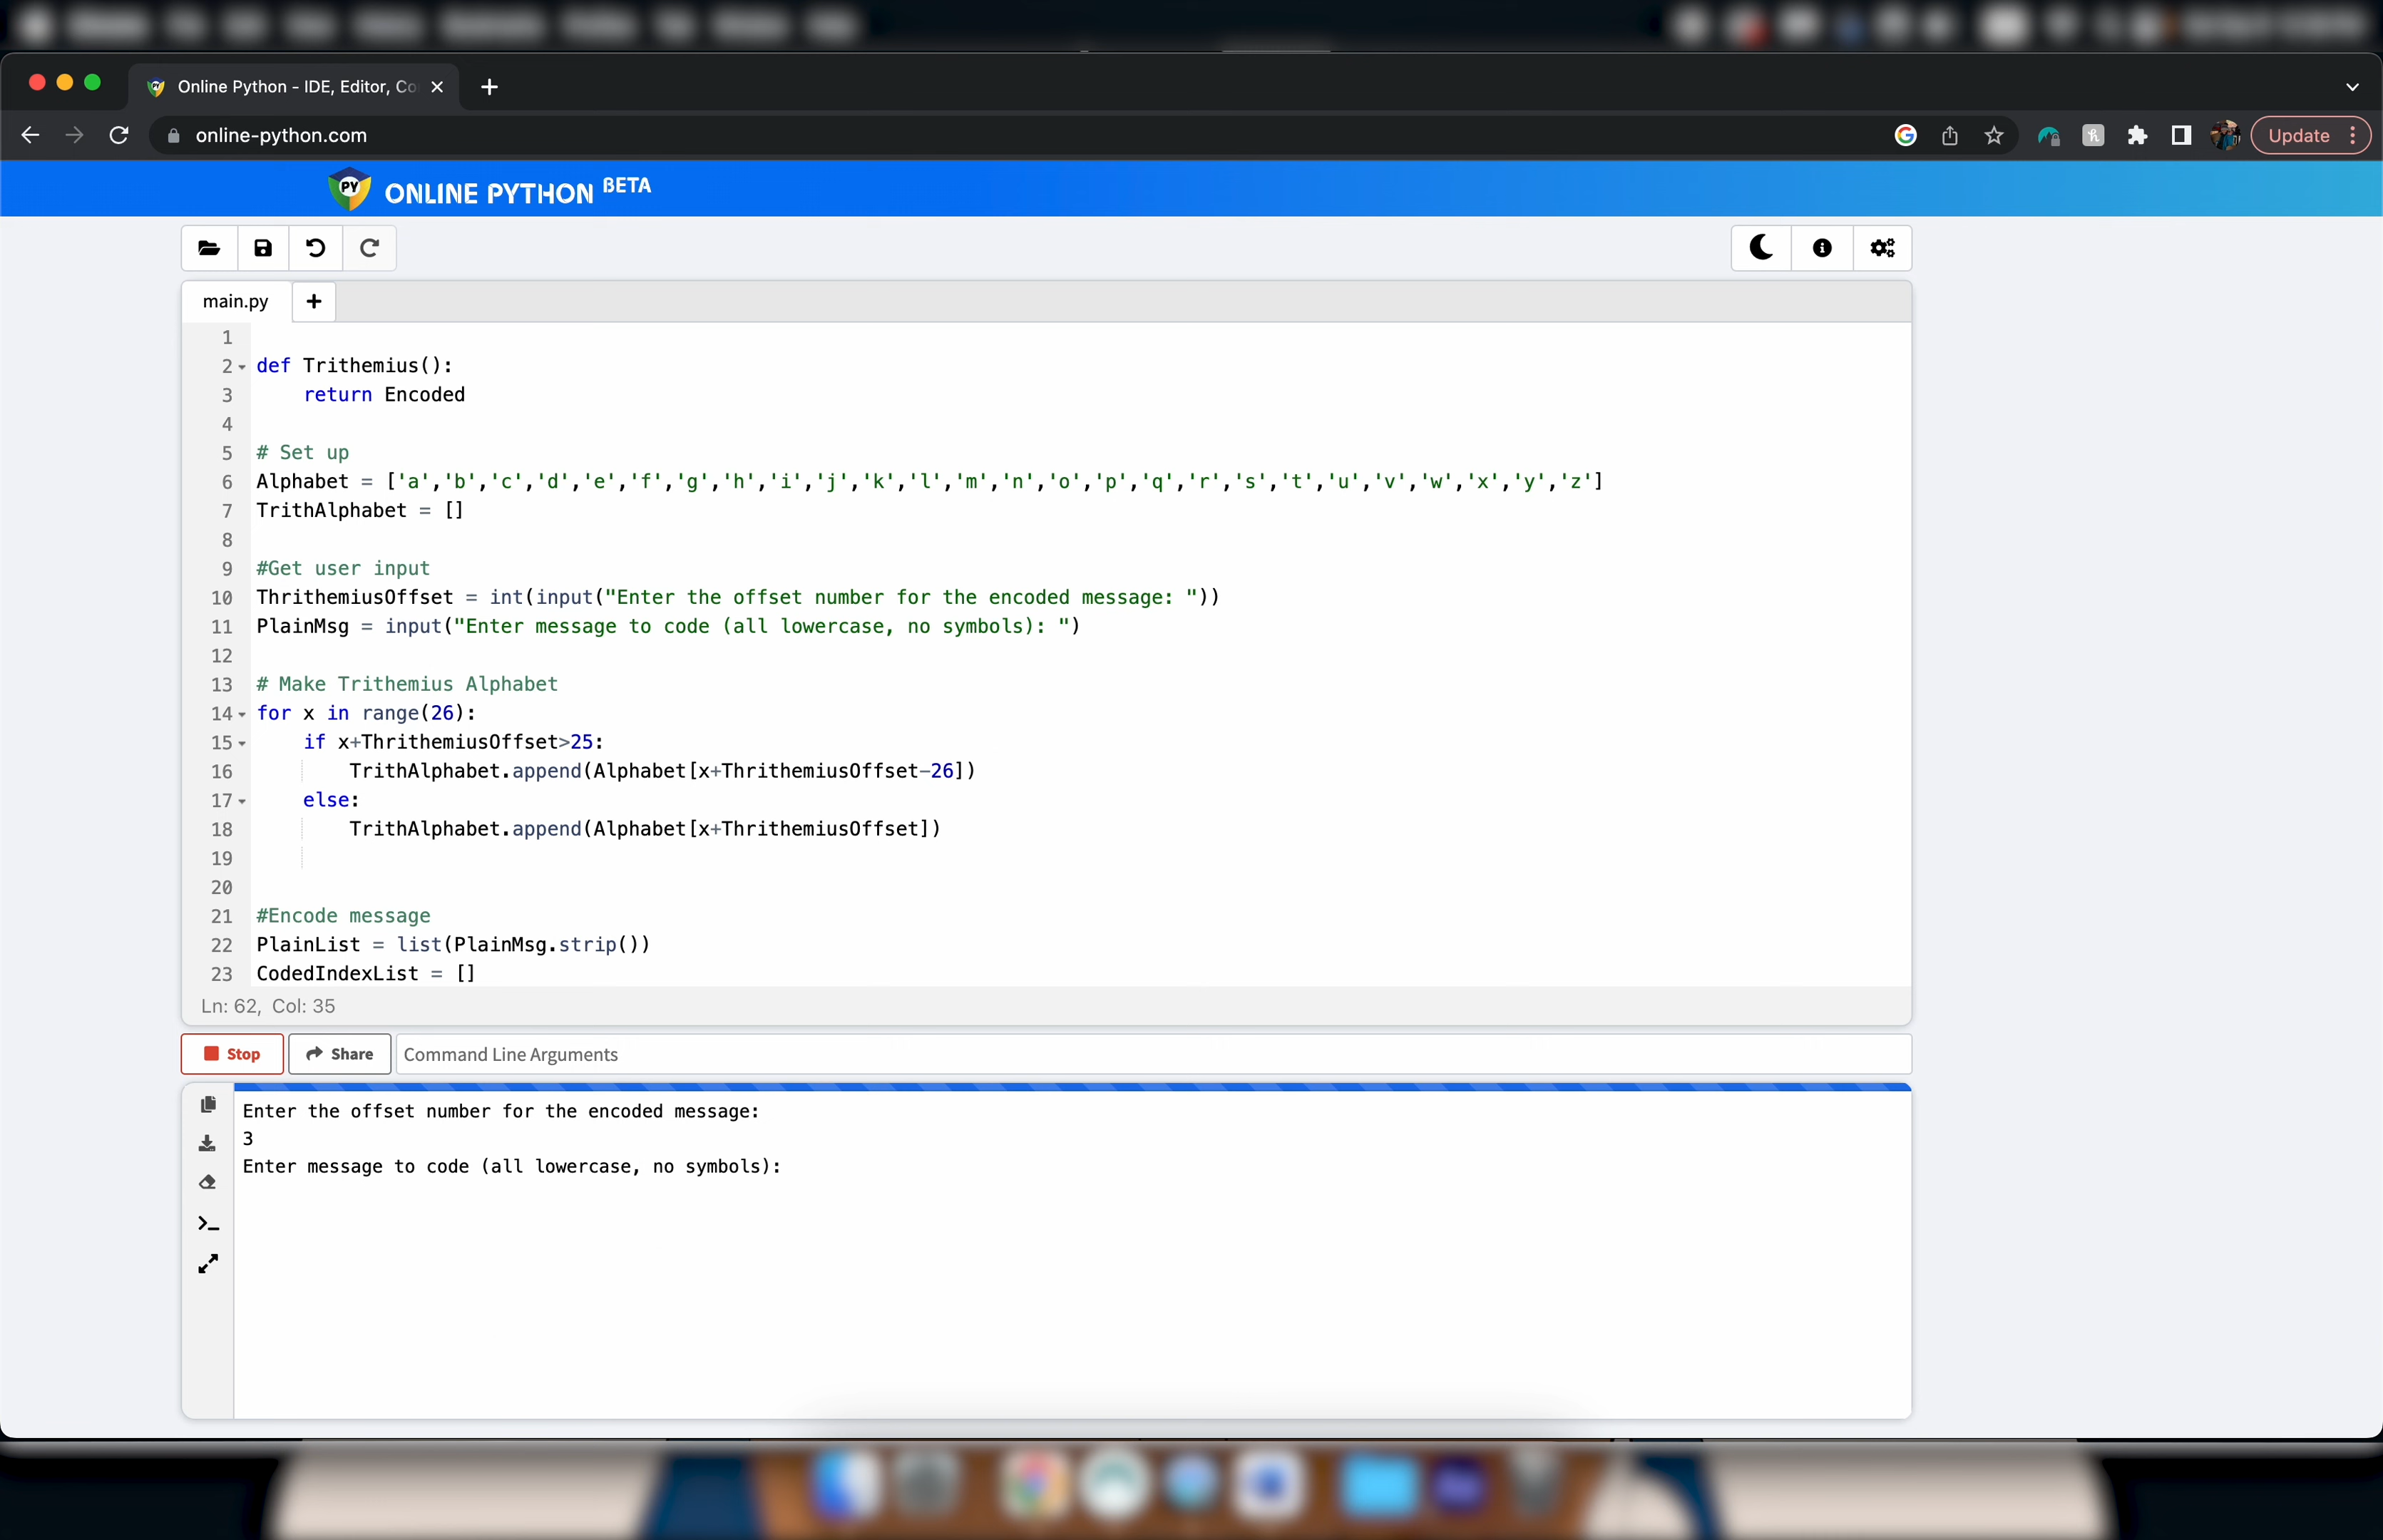 Online Python - IDE, Editor, Co
online-python.com
Update
PY ONLINE PYTHON BETA
main.py
1
2 def Trithemius():
3     return Encoded
4
5 # Set up
6 Alphabet = ['a','b','c','d','e','f','g','h','i','j','k','l','m','n','o','p','q','r','s','t','u','v','w','x','y','z']
7 TrithAlphabet = []
8
9 #Get user input
10 ThrithemiusOffset = int(input("Enter the offset number for the encoded message: "))
11 PlainMsg = input("Enter message to code (all lowercase, no symbols): ")
12
13 # Make Trithemius Alphabet
14 for x in range(26):
15     if x+ThrithemiusOffset>25:
16         TrithAlphabet.append(Alphabet[x+ThrithemiusOffset-26])
17     else:
18         TrithAlphabet.append(Alphabet[x+ThrithemiusOffset])
19
20
21 #Encode message
22 PlainList = list(PlainMsg.strip())
23 CodedIndexList = []
Ln: 62, Col: 35
Stop Share Command Line Arguments
Enter the offset number for the encoded message:
3
Enter message to code (all lowercase, no symbols):